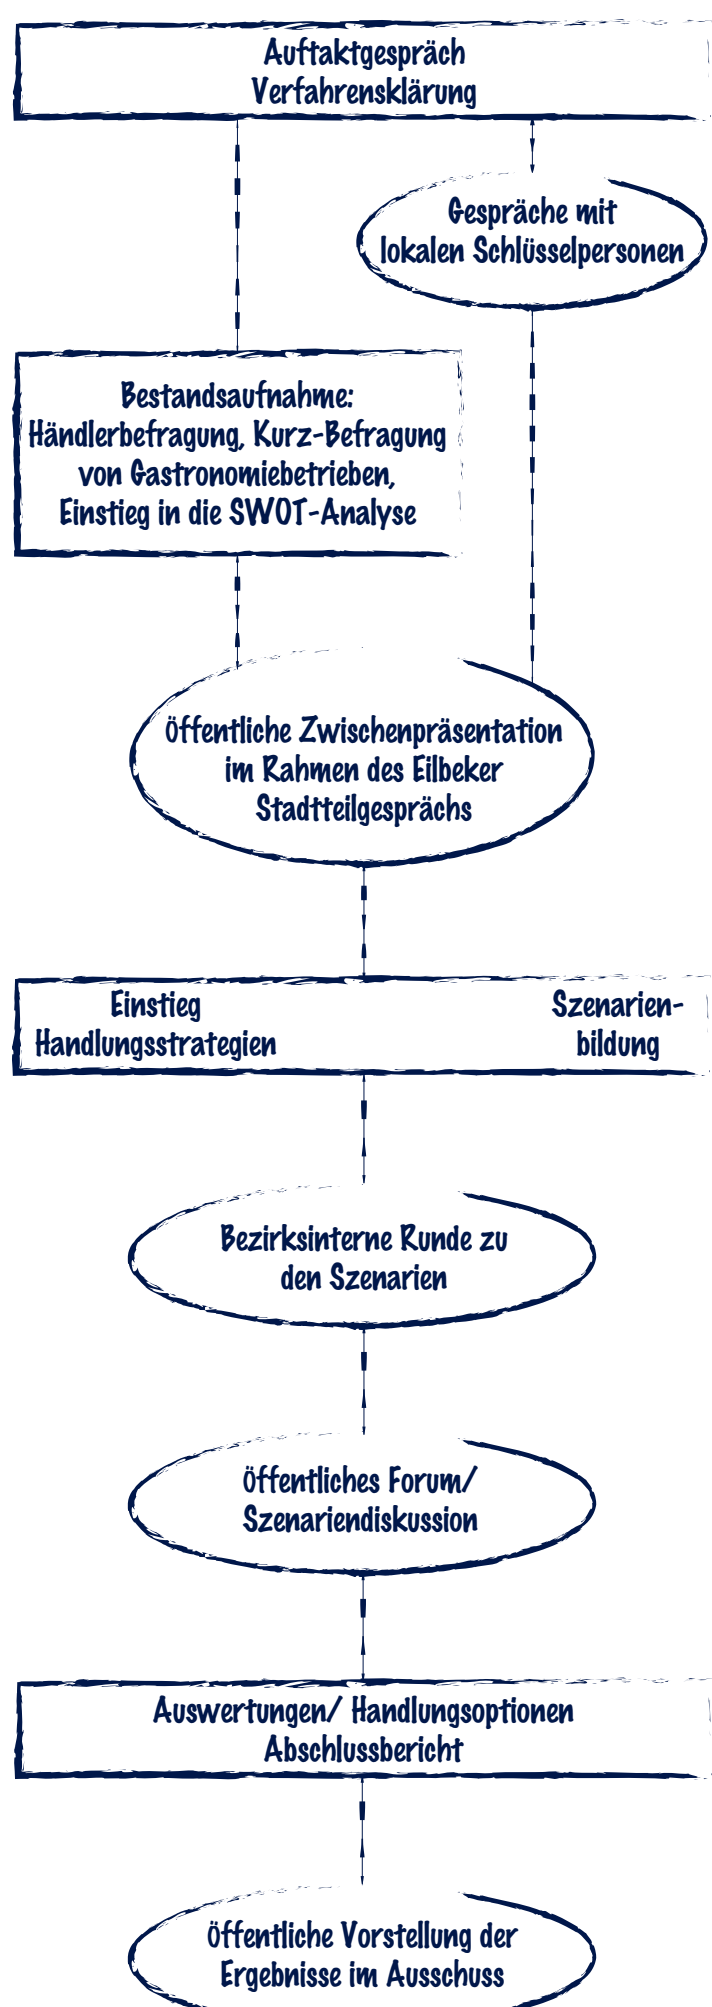 Auftaktgespräch
Verfahrensklärung
Gespräche mit
lokalen Schlüsselpersonen
Bestandsaufnahme:
Händlerbefragung, Kurz-Befragung
von Gastronomiebetrieben,
Einstieg in die SWOT-Analyse
Öffentliche Zwischenpräsentation
im Rahmen des Eilbeker
Stadtteilgesprächs
Einstieg
Handlungsstrategien
Szenarien-
bildung
Bezirksinterne Runde zu
den Szenarien
Öffentliches Forum/
Szenariendiskussion
Auswertungen/ Handlungsoptionen
Abschlussbericht
Öffentliche Vorstellung der
Ergebnisse im Ausschuss